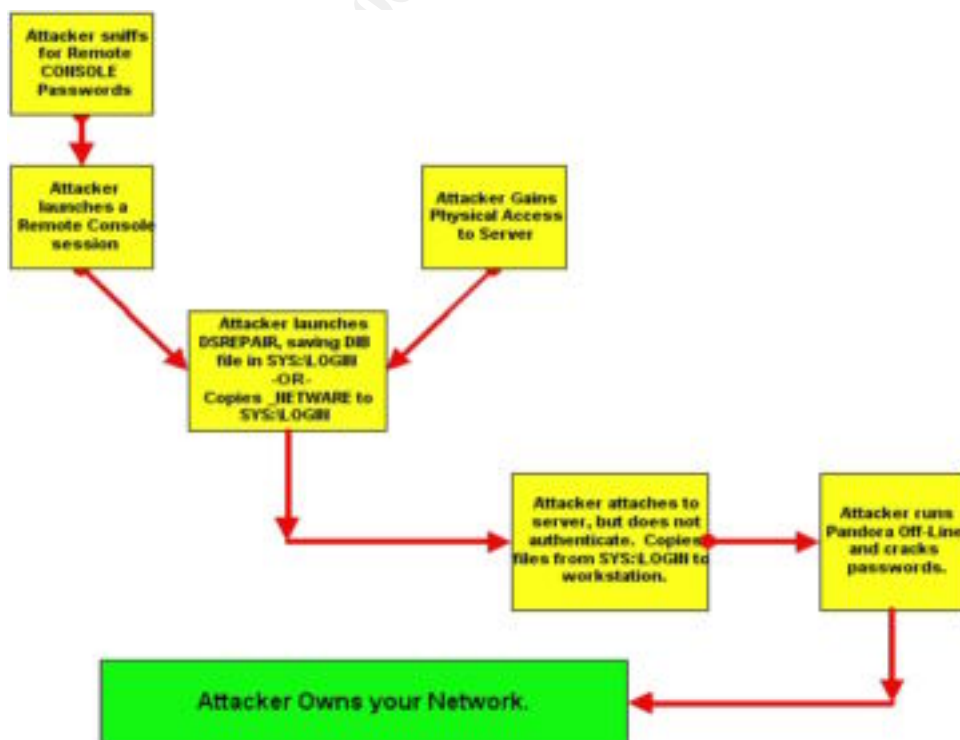 Attacker sniffs
for Remote
CONSOLE
Passwords
Attacker
launches a
Remote Console
session
Attacker Gains
Physical Access
to Server
Attacker launches
DSREPAIR, saving DIB
file in SYS:\LOGIN
-OR-
Copies _NETWARE to
SYS:\LOGIN
Attacker attaches to
server, but does not
authenticate. Copies
files from SYS:\LOGIN to
workstation.
Attacker runs
Pandora Off-Line
and cracks
passwords.
Attacker Owns your Network.